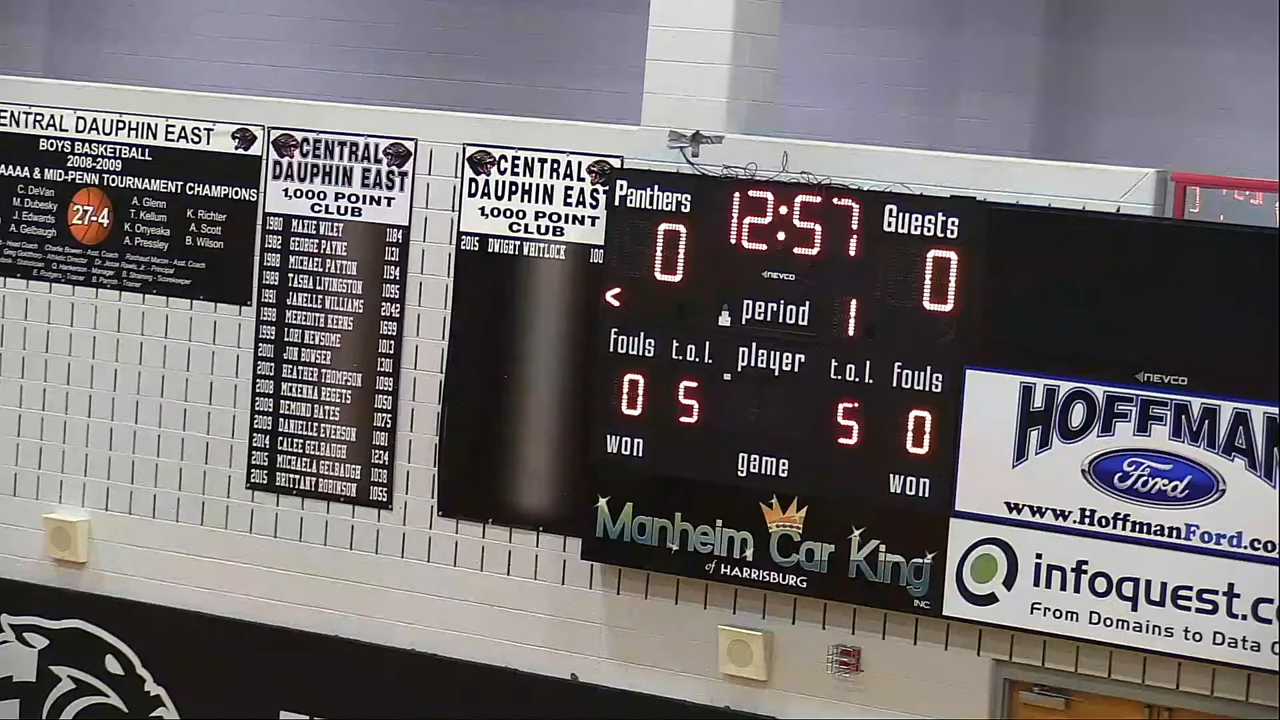 CENTRAL DAUPHIN EAST
BOYS BASKETBALL
2008-2009
AAAA & MID-PENN TOURNAMENT CHAMPIONS
C. DeVan
M. Dubesky
J. Edwards
A. Gelbaugh
27-4
A. Glenn
T. Kellum
K. Onyeaka
A. Pressley
K. Richter
A. Scott
B. Wilson
CENTRAL
DAUPHIN EAST
1,000 POINT
CLUB
1980 MAXIE WILEY 1184
1982 GEORGE PAYNE 1131
1988 MICHAEL PAYTON 1194
1989 TASHA LIVINGSTON 1095
1991 JANELLE WILLIAMS 2042
1998 MEREDITH KERNS 1699
1999 LORI NEWSOME 1013
2001 JON BOWSER 1301
2003 HEATHER THOMPSON 1099
2008 MCKENNA REGETS 1050
2009 DEMOND BATES 1075
2009 DANIELLE EVERSON 1081
2014 CALEE GELBAUGH 1234
2015 MICHAELA GELBAUGH 1038
2015 BRITTANY ROBINSON 1055
CENTRAL
DAUPHIN EAST
1,000 POINT
CLUB
2015 DWIGHT WHITLOCK 100
Panthers 12:57 Guests
0 0
NEVCO
< period 1
fouls t.o.l. player t.o.l. fouls
0 5 5 0
won game won
Manheim Car King
of HARRISBURG
INC.
NEVCO
HOFFMAN
Ford
www.HoffmanFord.co
infoquest.c
From Domains to Data C